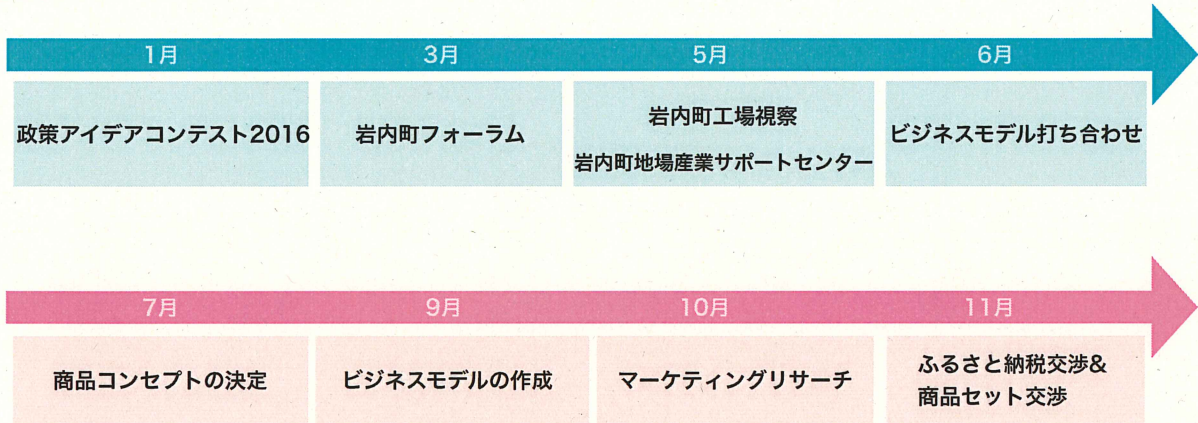 1月
3月
5月
6月
政策アイデアコンテスト2016
岩内町フォーラム
岩内町工場視察
岩内町地場産業サポートセンター
ビジネスモデル打ち合わせ
7月
9月
10月
11月
商品コンセプトの決定
ビジネスモデルの作成
マーケティングリサーチ
ふるさと納税交渉&
商品セット交渉